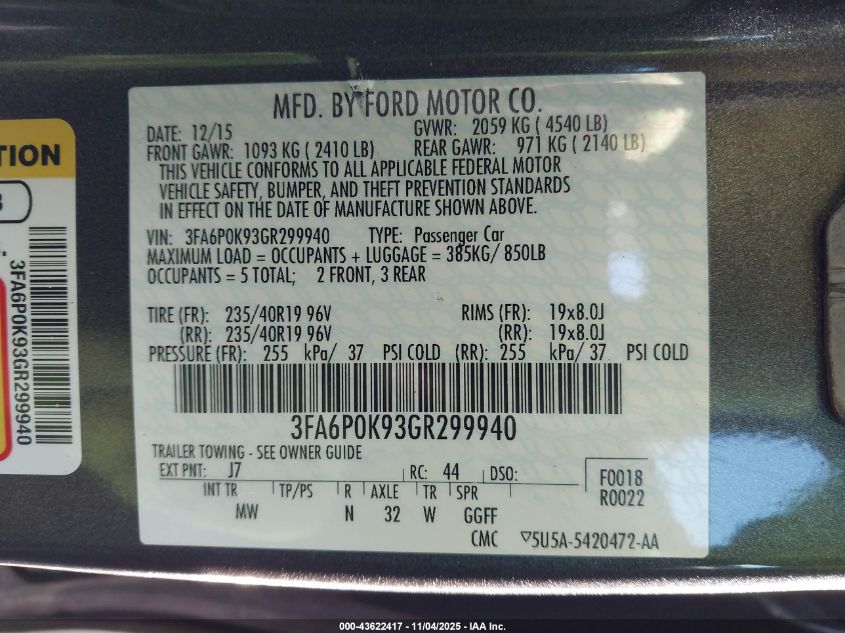 MFD. BY FORD MOTOR CO.
DATE: 12/15 GVWR: 2059 KG ( 4540 LB)
FRONT GAWR: 1093 KG ( 2410 LB) REAR GAWR: 971 KG ( 2140 LB)
THIS VEHICLE CONFORMS TO ALL APPLICABLE FEDERAL MOTOR
VEHICLE SAFETY, BUMPER, AND THEFT PREVENTION STANDARDS
IN EFFECT ON THE DATE OF MANUFACTURE SHOWN ABOVE.
VIN: 3FA6P0K93GR299940 TYPE: Passenger Car
MAXIMUM LOAD = OCCUPANTS + LUGGAGE = 385KG/ 850LB
OCCUPANTS = 5 TOTAL; 2 FRONT, 3 REAR
TIRE (FR): 235/40R19 96V RIMS (FR): 19x8.0J
(RR): 235/40R19 96V (RR): 19x8.0J
PRESSURE (FR): 255 kPa/ 37 PSI COLD (RR): 255 kPa/ 37 PSI COLD
3FA6P0K93GR299940
TRAILER TOWING - SEE OWNER GUIDE
EXT PNT: J7 RC: 44 DSO:
INT TR TP/PS R AXLE TR SPR
MW N 32 W GGFF
F0018
R0022
CMC ▽5U5A-5420472-AA
TION
3FA6P0K93GR299940
000-43622417 - 11/04/2025 - IAA Inc.